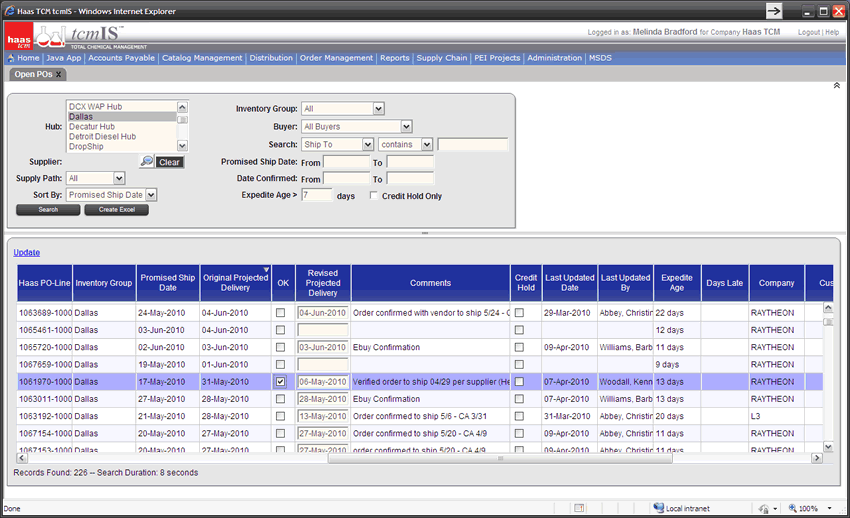 Haas TCM tcmIS - Windows Internet Explorer
haas tcm tcmIS TOTAL CHEMICAL MANAGEMENT
Logged in as: Melinda Bradford for Company Haas TCM Logout | Help
Home Java App Accounts Payable Catalog Management Distribution Order Management Reports Supply Chain PEI Projects Administration MSDS
Open POs X
Hub:
DCX WAP Hub
Dallas
Decatur Hub
Detroit Diesel Hub
DropShip
Supplier: Clear
Supply Path: All
Sort By: Promised Ship Date
Search Create Excel
Inventory Group: All
Buyer: All Buyers
Search: Ship To contains
Promised Ship Date: From To
Date Confirmed: From To
Expedite Age > 7 days Credit Hold Only
Update
Haas PO-Line Inventory Group Promised Ship Date Original Projected Delivery OK Revised Projected Delivery Comments Credit Hold Last Updated Date Last Updated By Expedite Age Days Late Company Cus
1063689-1000 Dallas 24-May-2010 04-Jun-2010 04-Jun-2010 Order confirmed with vendor to ship 5/24 - C 29-Mar-2010 Abbey, Christin 22 days RAYTHEON
1065461-1000 Dallas 03-Jun-2010 04-Jun-2010 12 days RAYTHEON
1065720-1000 Dallas 02-Jun-2010 03-Jun-2010 03-Jun-2010 Ebuy Confirmation 09-Apr-2010 Williams, Barb 11 days RAYTHEON
1067659-1000 Dallas 19-May-2010 01-Jun-2010 9 days RAYTHEON
1061970-1000 Dallas 17-May-2010 31-May-2010 06-May-2010 Verified order to ship 04/29 per supplier (He 07-Apr-2010 Woodall, Kenn 13 days RAYTHEON
1063011-1000 Dallas 27-May-2010 28-May-2010 28-May-2010 Ebuy Confirmation 07-Apr-2010 Williams, Barb 13 days RAYTHEON
1063192-1000 Dallas 21-May-2010 28-May-2010 13-May-2010 Order confirmed to ship 5/6 - CA 3/31 31-Mar-2010 Abbey, Christin 20 days L3
1067154-1000 Dallas 20-May-2010 27-May-2010 27-May-2010 Order confirmed to ship 5/20 - CA 4/9 09-Apr-2010 Abbey, Christin 11 days RAYTHEON
1067153-1000 Dallas 20-May-2010 27-May-2010 27-May-2010 order confirmed to ship 5/20 - CA 4/9 09-Apr-2010 Abbey, Christin 11 days RAYTHEON
Records Found: 226 -- Search Duration: 8 seconds
Done Local intranet 100%